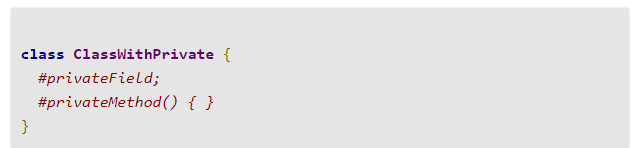 class ClassWithPrivate {
  #privateField;
  #privateMethod() { }
}